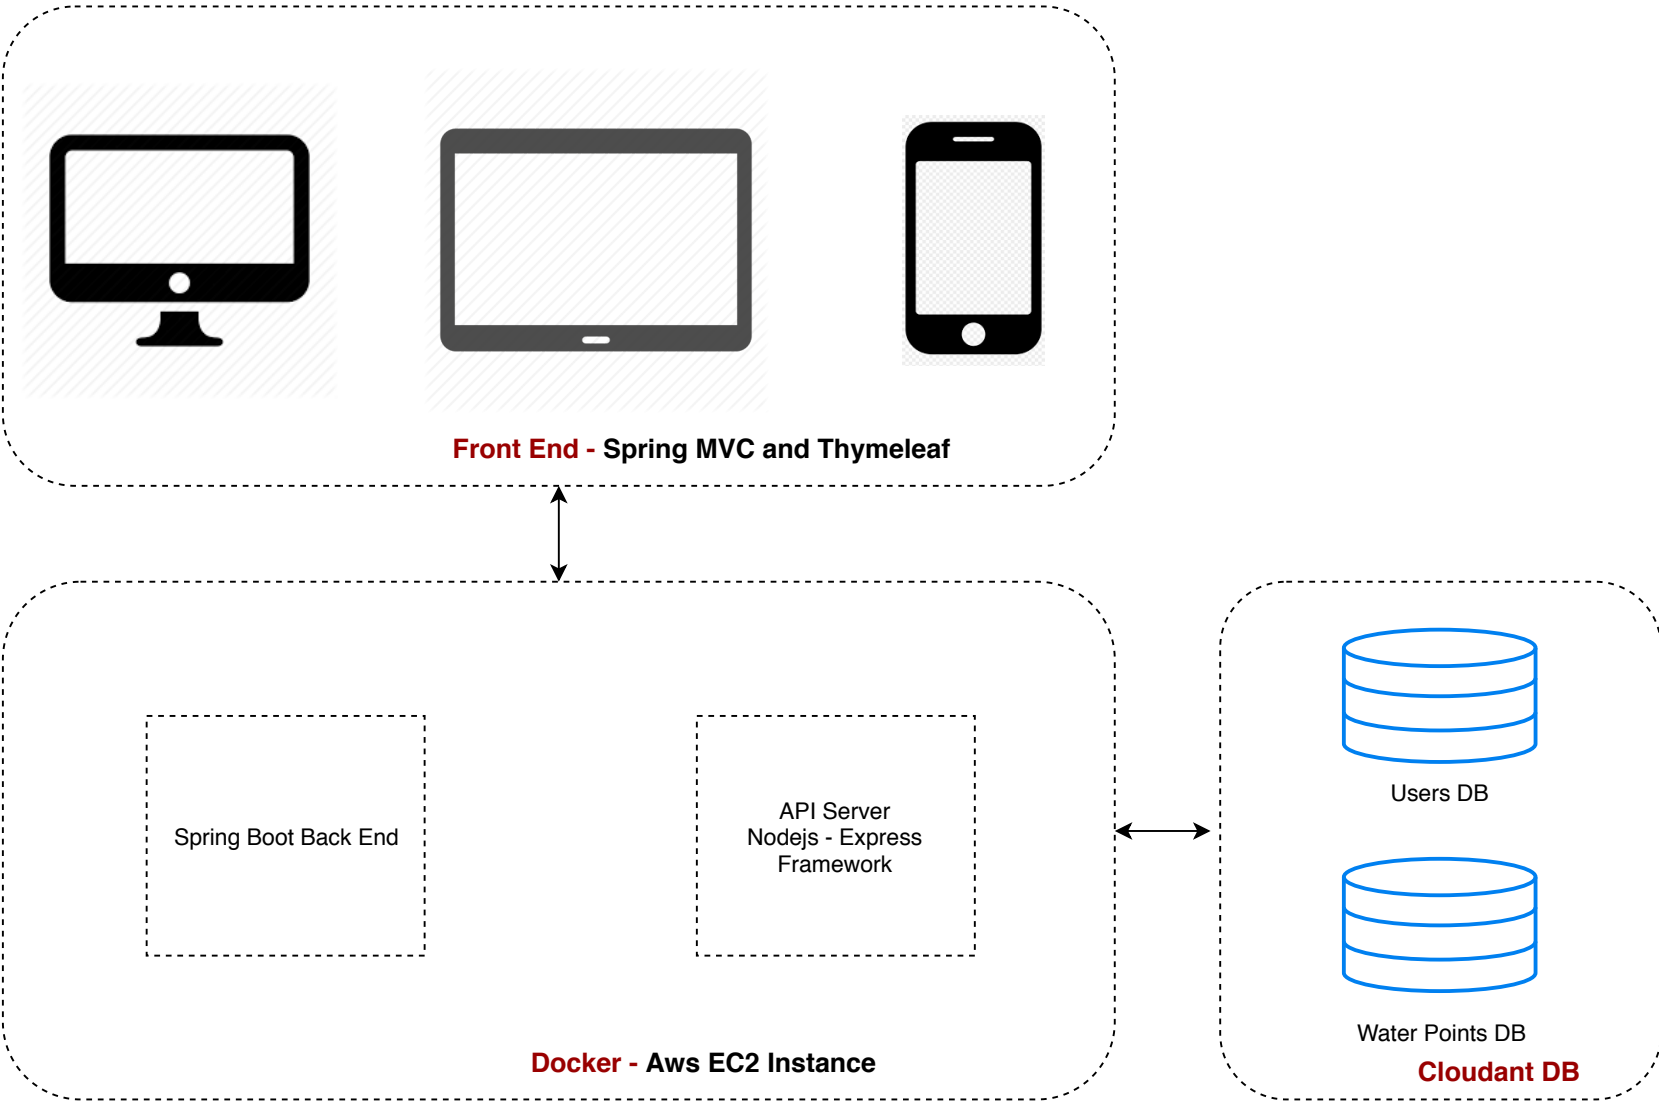 Front End - Spring MVC and Thymeleaf
Spring Boot Back End
API Server
Nodejs - Express
Framework
Docker - Aws EC2 Instance
Users DB
Water Points DB
Cloudant DB